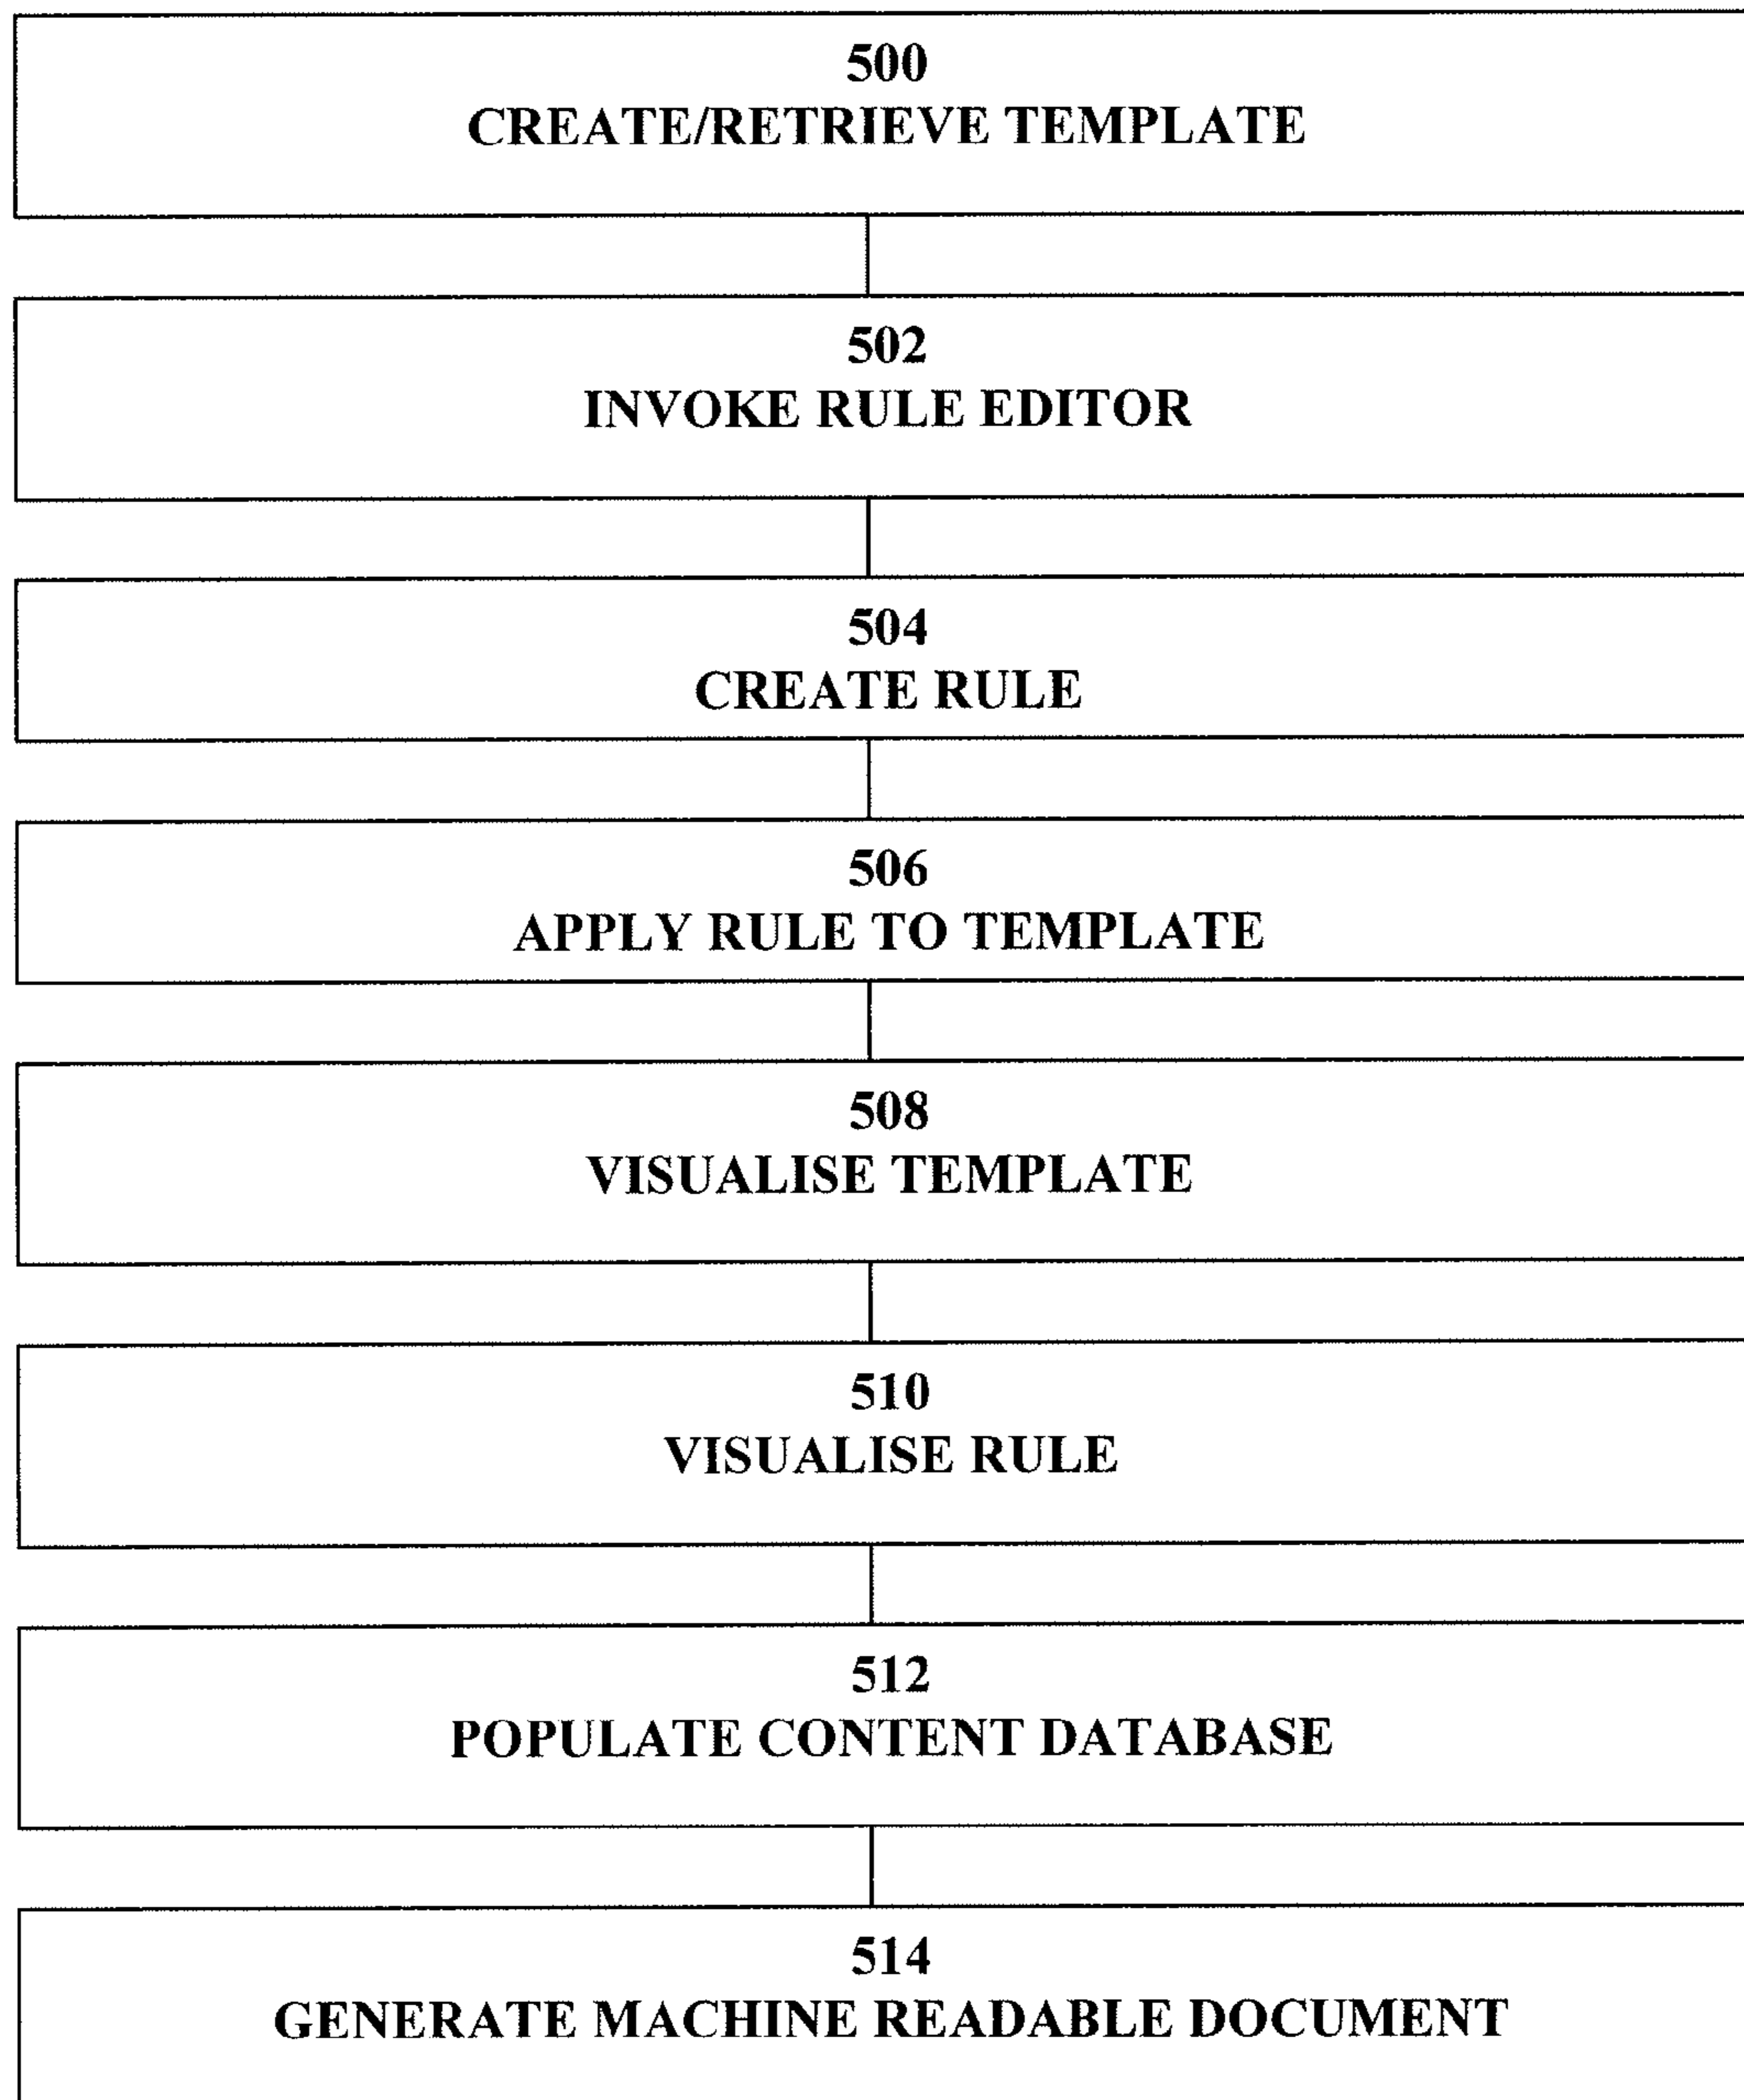 500
CREATE/RETRIEVE TEMPLATE
502
INVOKE RULE EDITOR
504
CREATE RULE
506
APPLY RULE TO TEMPLATE
508
VISUALISE TEMPLATE
510
VISUALISE RULE
512
POPULATE CONTENT DATABASE
514
GENERATE MACHINE READABLE DOCUMENT